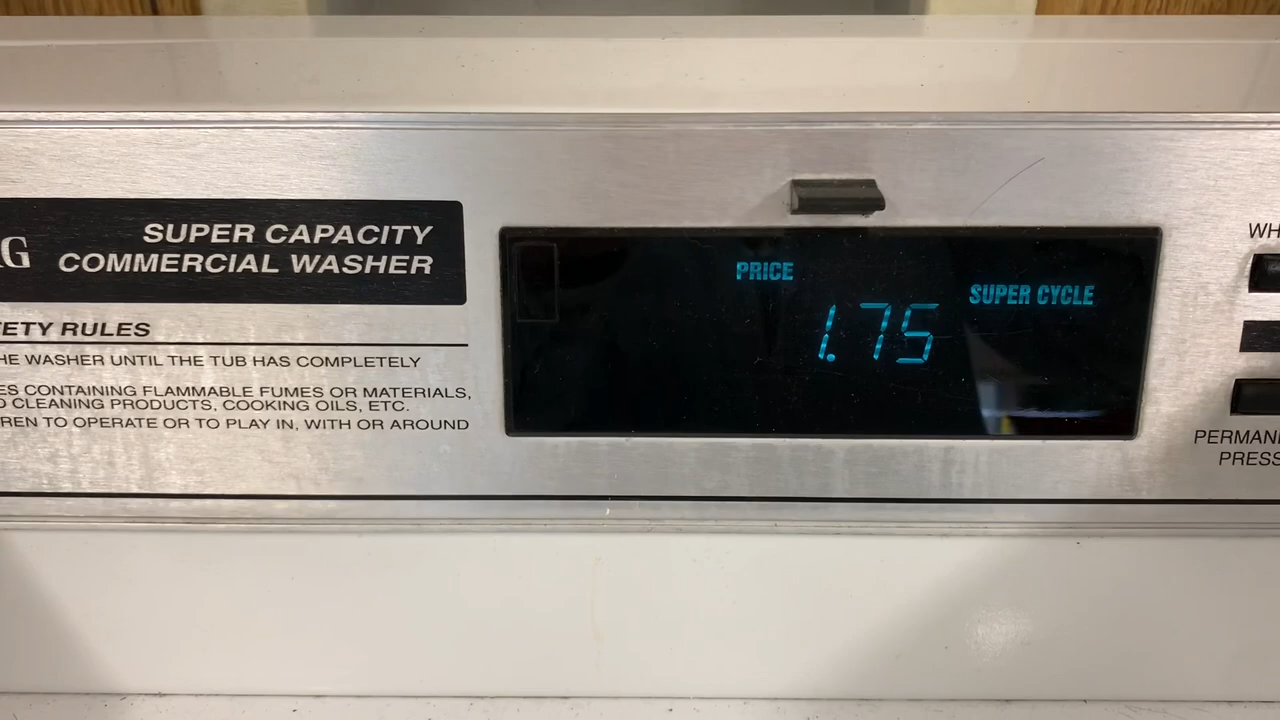 AG
SUPER CAPACITY
COMMERCIAL WASHER
ETY RULES
HE WASHER UNTIL THE TUB HAS COMPLETELY
ES CONTAINING FLAMMABLE FUMES OR MATERIALS,
D CLEANING PRODUCTS, COOKING OILS, ETC.
REN TO OPERATE OR TO PLAY IN, WITH OR AROUND
PRICE
SUPER CYCLE
1.75
WH
PERMAN
PRESS